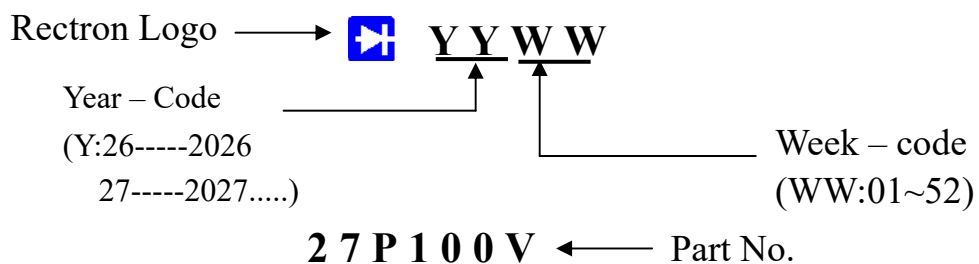 Rectron Logo Y Y W W
Year – Code
(Y:26-----2026
27-----2027.....)
Week – code
(WW:01~52)
2 7 P 1 0 0 V Part No.